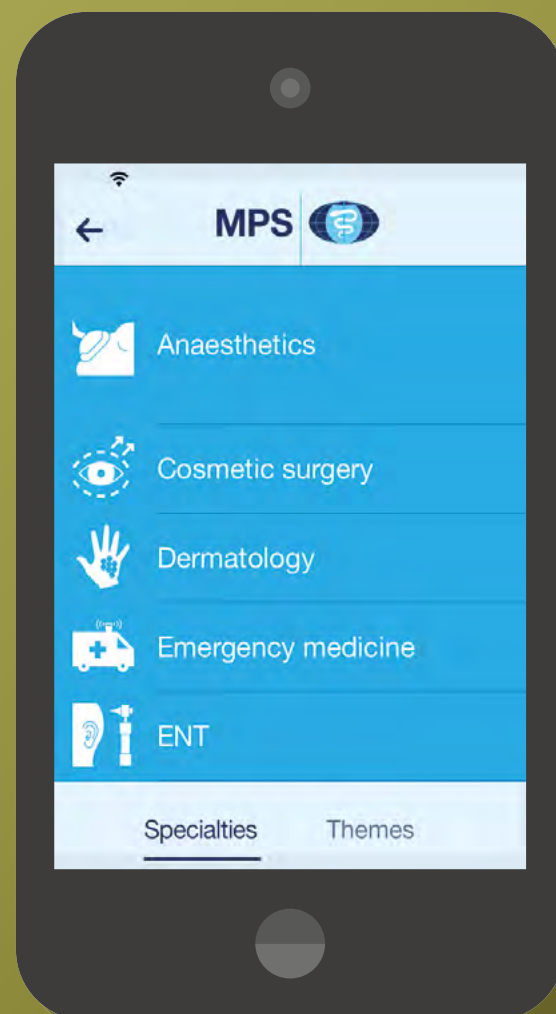 MPS
Anaesthetics
Cosmetic surgery
Dermatology
Emergency medicine
ENT
Specialties Themes